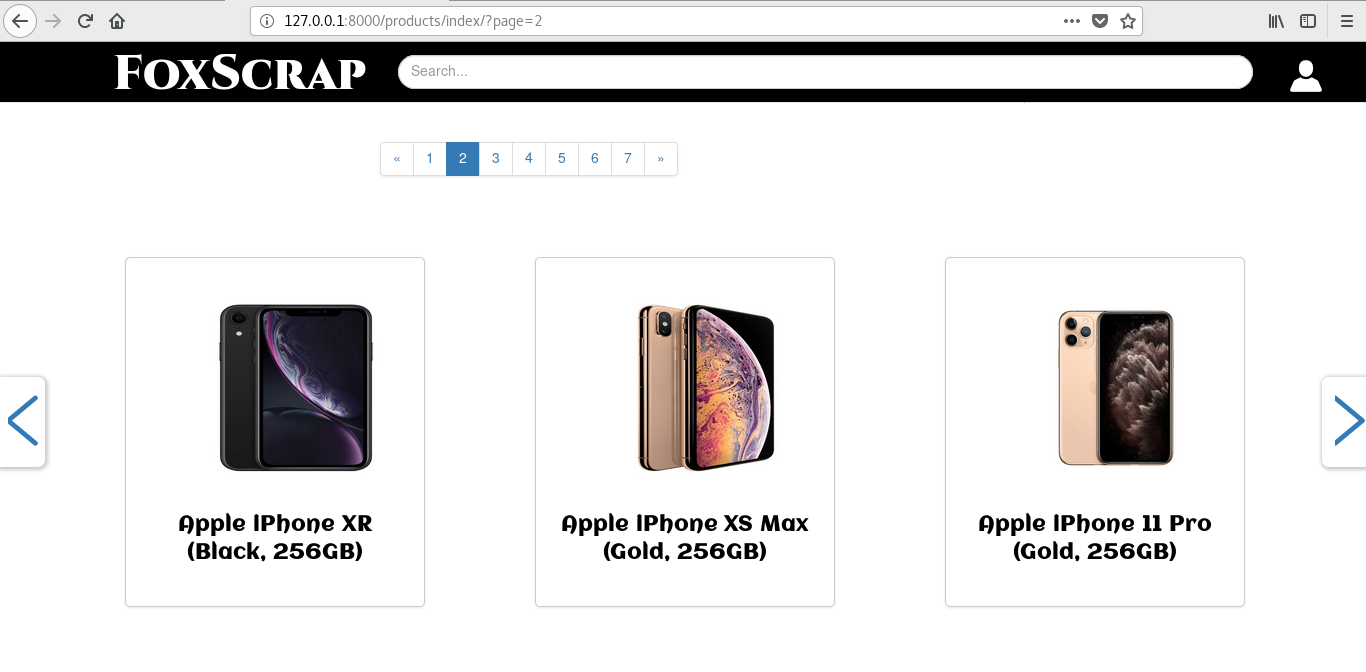 127.0.0.1:8000/products/index/?page=2
FoxScrap
Search...
« 1 2 3 4 5 6 7 »
Apple IPhone XR
(Black, 256GB)
Apple IPhone XS Max
(Gold, 256GB)
Apple IPhone 11 Pro
(Gold, 256GB)